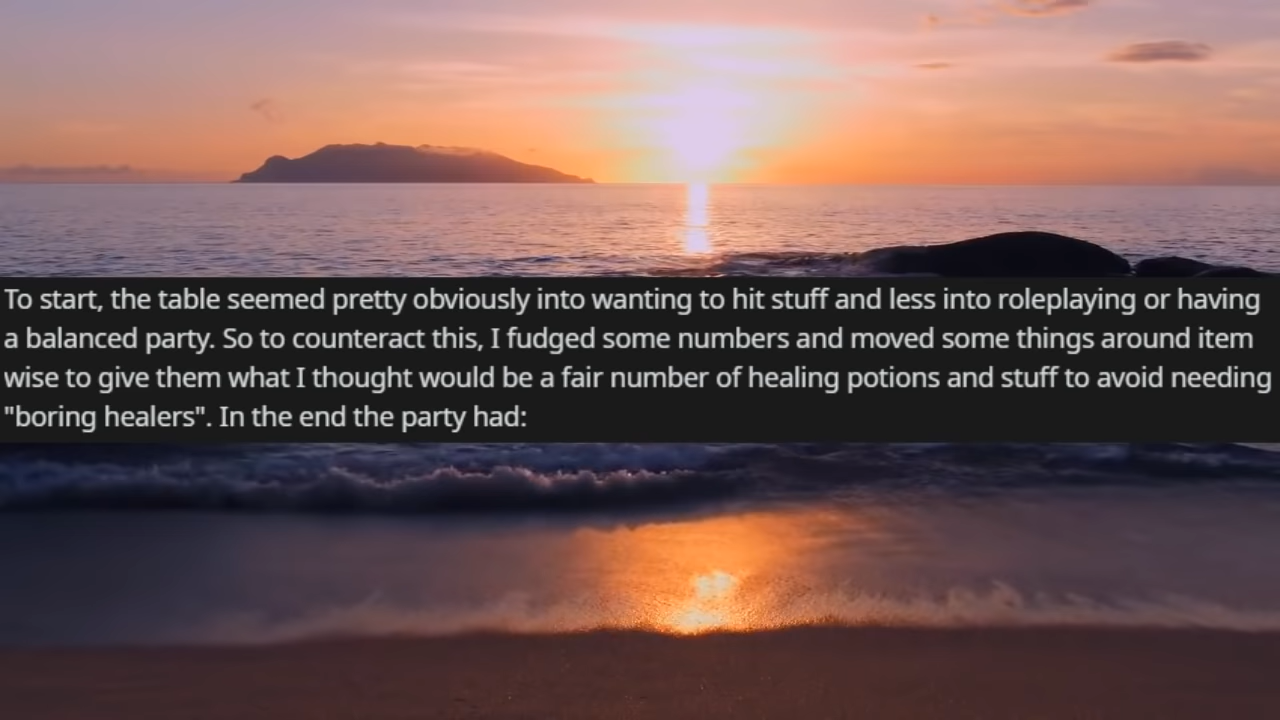 To start, the table seemed pretty obviously into wanting to hit stuff and less into roleplaying or having
a balanced party. So to counteract this, I fudged some numbers and moved some things around item
wise to give them what I thought would be a fair number of healing potions and stuff to avoid needing
"boring healers". In the end the party had: